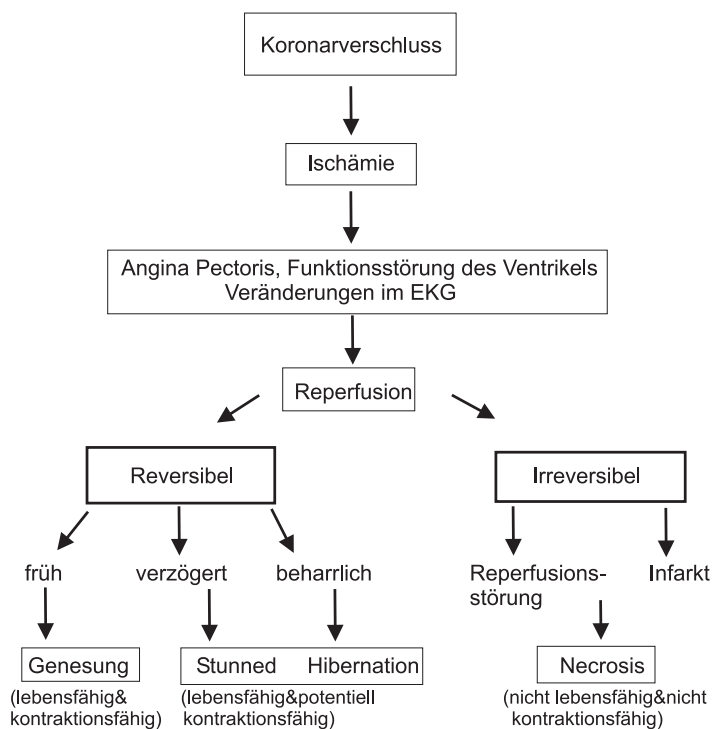 Koronarverschluss
Ischämie
Angina Pectoris, Funktionsstörung des Ventrikels
Veränderungen im EKG
Reperfusion
Reversibel
Irreversibel
früh
verzögert
beharrlich
Reperfusions-
störung
Infarkt
Genesung
(lebensfähig&
kontraktionsfähig)
Stunned Hibernation
(lebensfähig&potentiell
kontraktionsfähig)
Necrosis
(nicht lebensfähig&nicht
kontraktionsfähig)